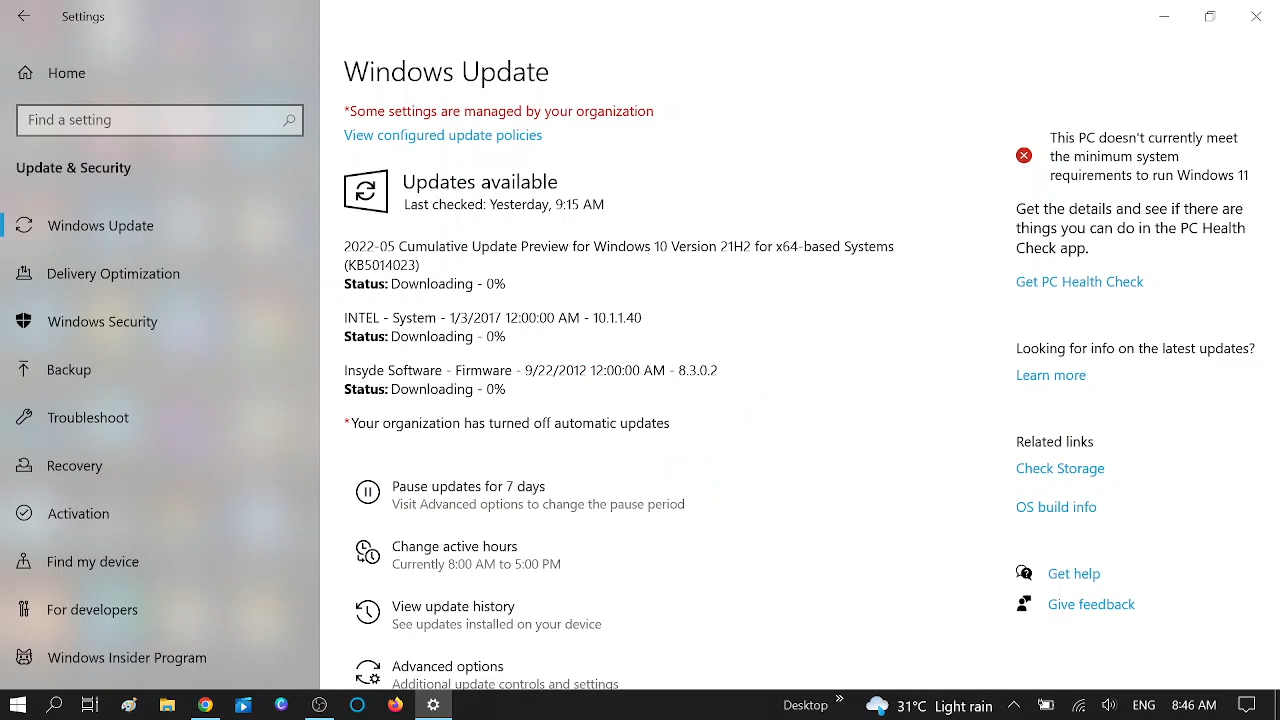 Settings
Home
Find a setting
Update & Security
Windows Update
Delivery Optimization
Windows Security
Backup
Troubleshoot
Recovery
Activation
Find my device
For developers
Windows Insider Program
Windows Update
*Some settings are managed by your organization
View configured update policies
Updates available
Last checked: Yesterday, 9:15 AM
2022-05 Cumulative Update Preview for Windows 10 Version 21H2 for x64-based Systems
(KB5014023)
Status: Downloading - 0%
INTEL - System - 1/3/2017 12:00:00 AM - 10.1.1.40
Status: Downloading - 0%
Insyde Software - Firmware - 9/22/2012 12:00:00 AM - 8.3.0.2
Status: Downloading - 0%
*Your organization has turned off automatic updates
Pause updates for 7 days
Visit Advanced options to change the pause period
Change active hours
Currently 8:00 AM to 5:00 PM
View update history
See updates installed on your device
Advanced options
Additional update controls and settings
This PC doesn't currently meet
the minimum system
requirements to run Windows 11
Get the details and see if there are
things you can do in the PC Health
Check app.
Get PC Health Check
Looking for info on the latest updates?
Learn more
Related links
Check Storage
OS build info
Get help
Give feedback
Desktop
31°C Light rain
ENG
8:46 AM